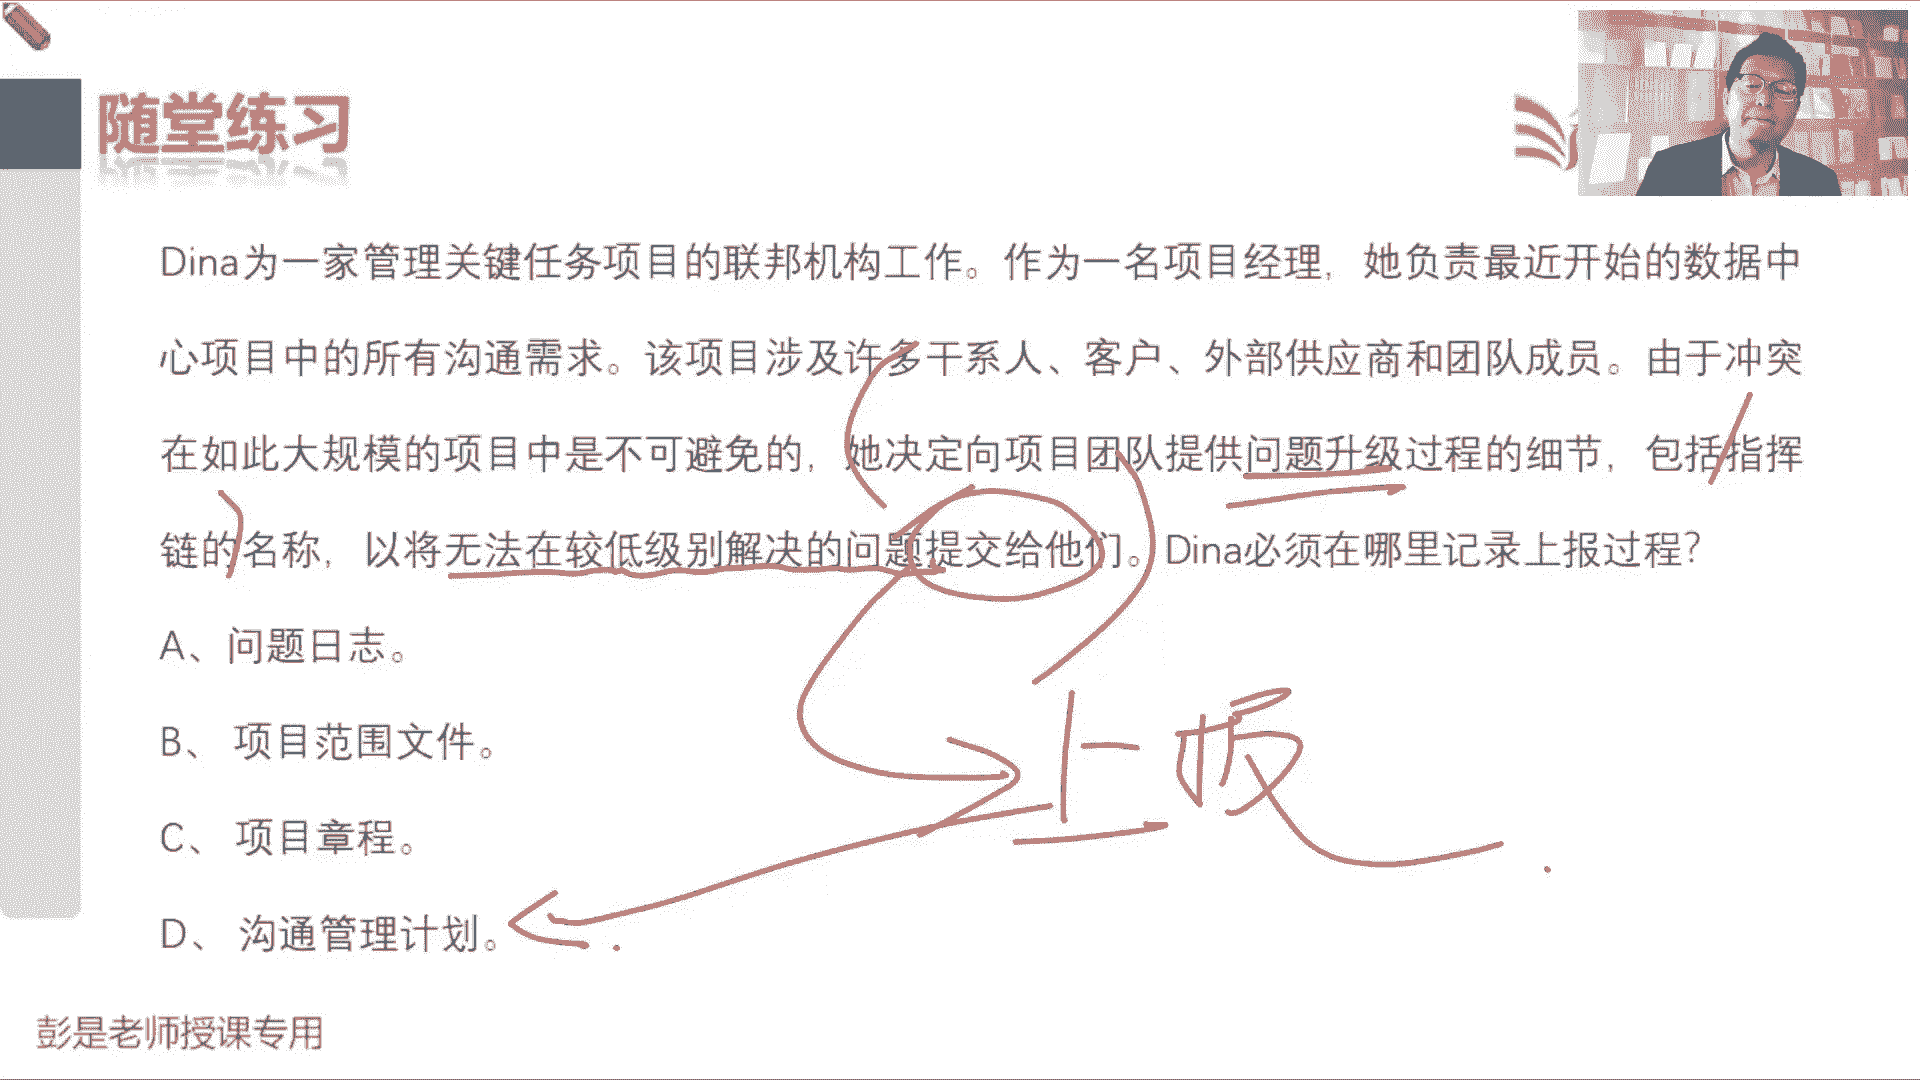 随堂练习
Dina为一家管理关键任务项目的联邦机构工作。作为一名项目经理，她负责最近开始的数据中
心项目中的所有沟通需求。该项目涉及许多干系人、客户、外部供应商和团队成员。由于冲突
在如此大规模的项目中是不可避免的，她决定向项目团队提供问题升级过程的细节，包括指挥
链的名称，以将无法在较低级别解决的问题提交给他们。Dina必须在哪里记录上报过程？
A、问题日志。
B、 项目范围文件。
上报
C、 项目章程。
D、 沟通管理计划。
彭是老师授课专用